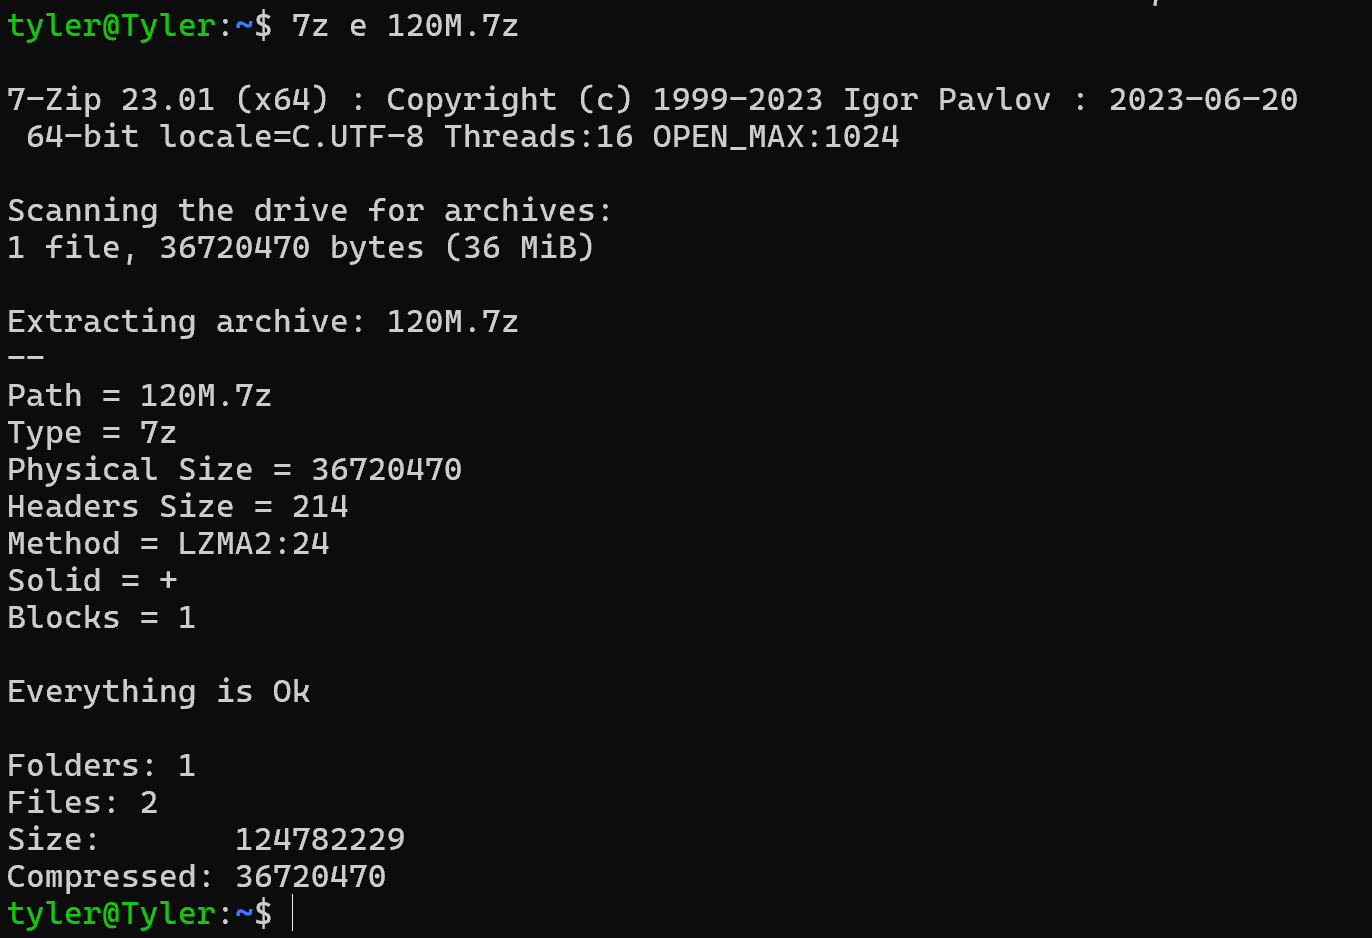 tyler@Tyler:~$ 7z e 120M.7z
7-Zip 23.01 (x64) : Copyright (c) 1999-2023 Igor Pavlov : 2023-06-20
 64-bit locale=C.UTF-8 Threads:16 OPEN_MAX:1024
Scanning the drive for archives:
1 file, 36720470 bytes (36 MiB)
Extracting archive: 120M.7z
--
Path = 120M.7z
Type = 7z
Physical Size = 36720470
Headers Size = 214
Method = LZMA2:24
Solid = +
Blocks = 1
Everything is Ok
Folders: 1
Files: 2
Size:       124782229
Compressed: 36720470
tyler@Tyler:~$